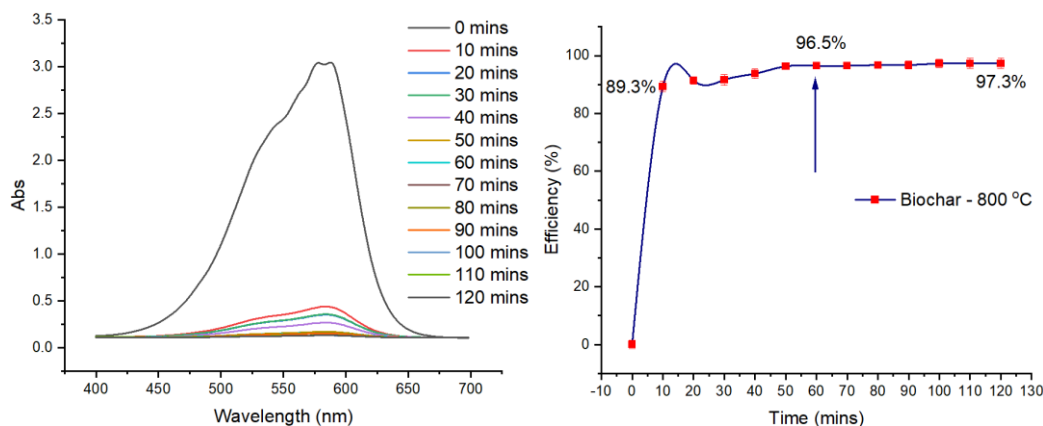 3.5
3.0
2.5
2.0
1.5
1.0
0.5
0.0
Abs
400 450 500 550 600 650 700
Wavelength (nm)
0 mins
10 mins
20 mins
30 mins
40 mins
50 mins
60 mins
70 mins
80 mins
90 mins
100 mins
110 mins
120 mins
100
80
60
40
20
0
Efficiency (%)
89.3%
96.5%
97.3%
Biochar - 800 °C
-10 0 10 20 30 40 50 60 70 80 90 100 110 120 130
Time (mins)